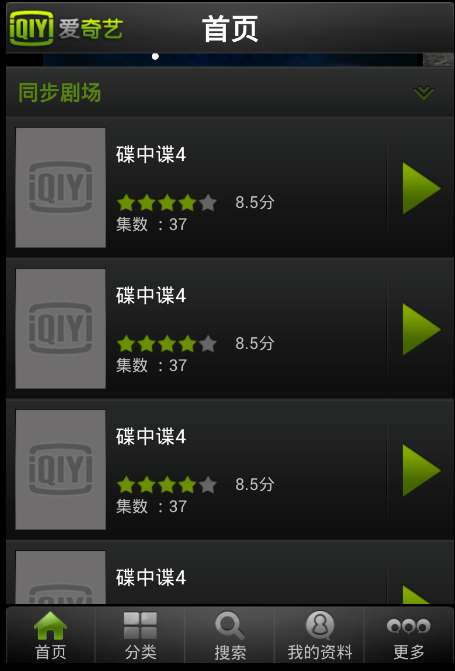 iQIYI 爱奇艺
首页
同步剧场
iQIYI
碟中谍4
8.5分
集数 ：37
iQIYI
碟中谍4
8.5分
集数 ：37
iQIYI
碟中谍4
8.5分
集数 ：37
碟中谍4
首页
分类
搜索
我的资料
更多